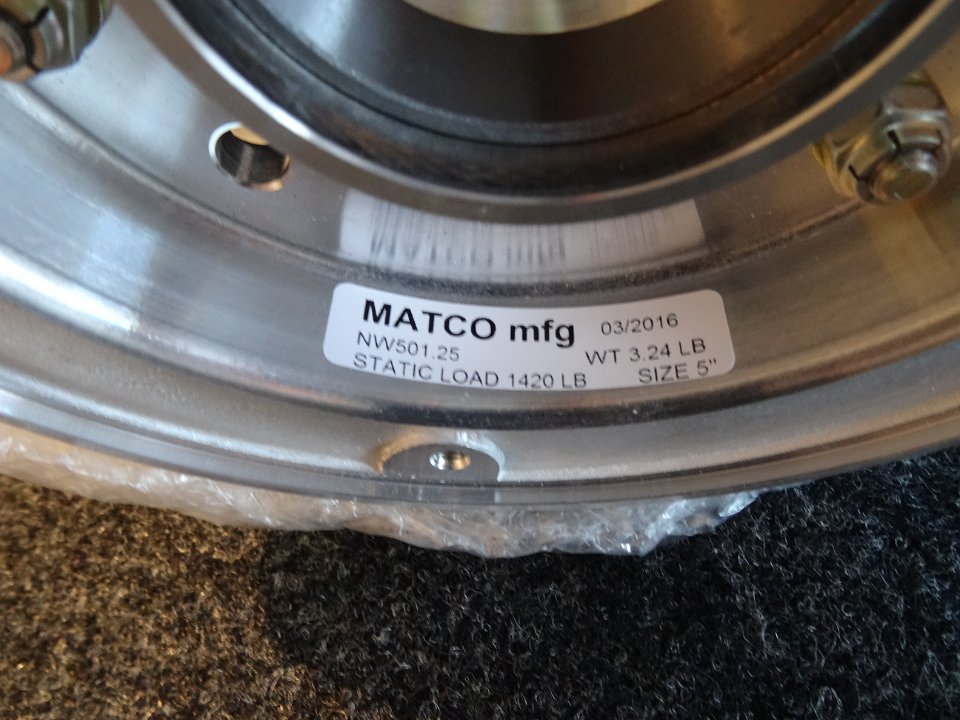 MATCO mfg 03/2016
NW501.25 WT 3.24 LB
STATIC LOAD 1420 LB SIZE 5"